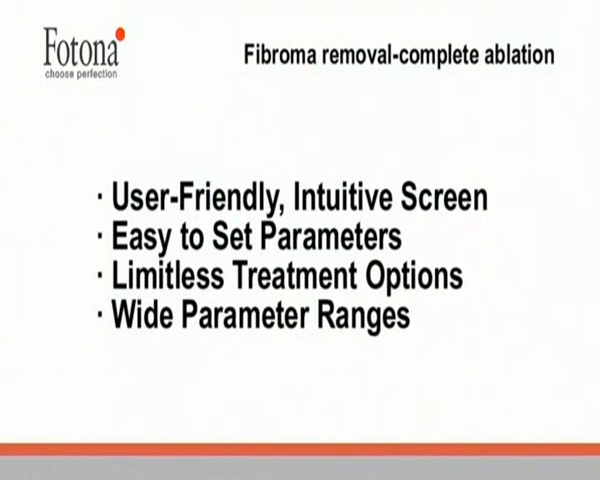 Fotona
choose perfection
Fibroma removal-complete ablation
· User-Friendly, Intuitive Screen
· Easy to Set Parameters
· Limitless Treatment Options
· Wide Parameter Ranges